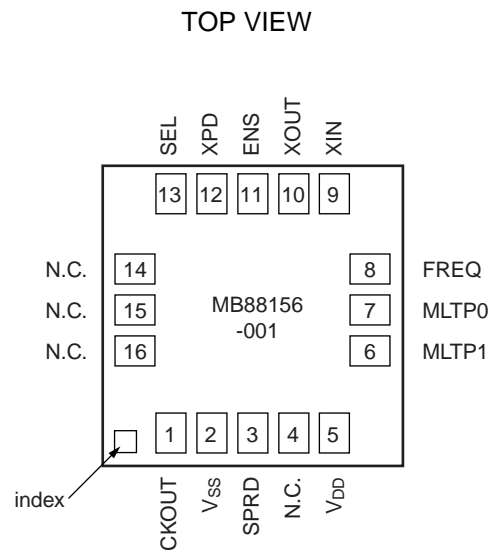 TOP VIEW
SEL XPD ENS XOUT XIN
13 12 11 10 9
N.C. 14 8 FREQ
N.C. 15 MB88156 7 MLTP0
-001
N.C. 16 6 MLTP1
1 2 3 4 5
index
CKOUT VSS SPRD N.C. VDD